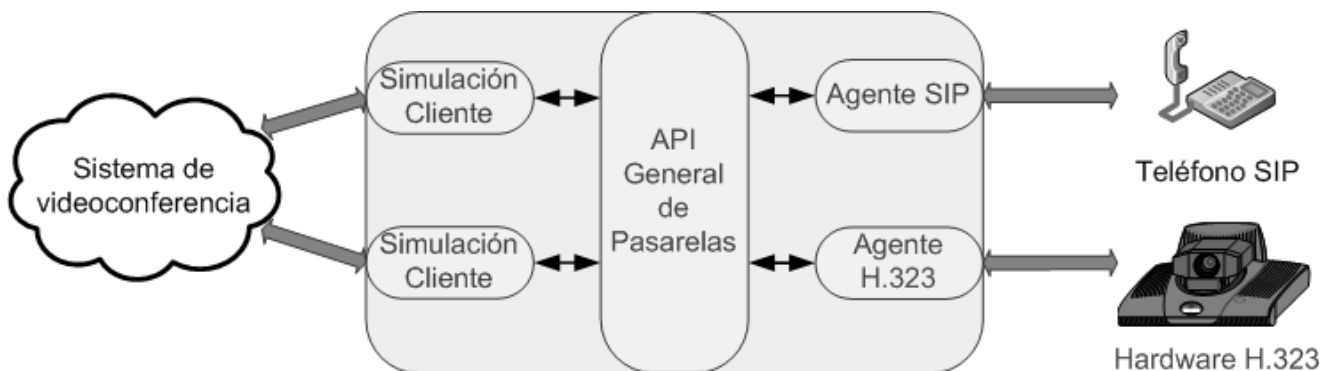 Sistema de
videoconferencia
Simulación
Cliente
Simulación
Cliente
API
General
de
Pasarelas
Agente SIP
Agente
H.323
Teléfono SIP
Hardware H.323